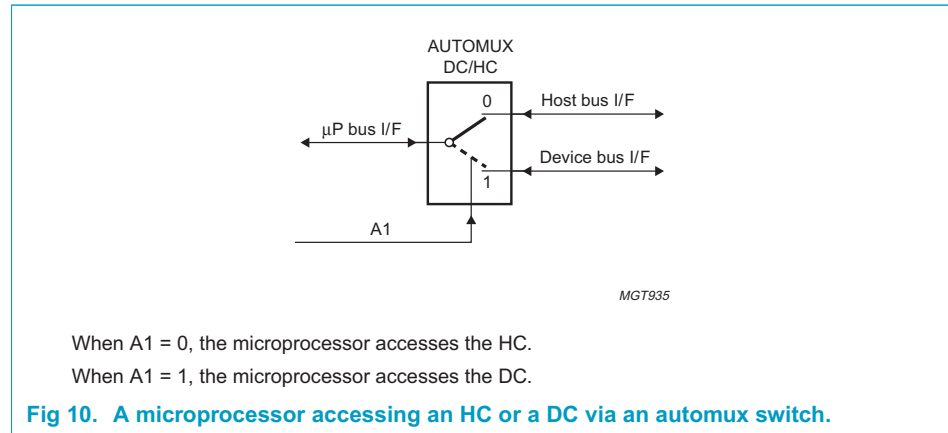 AUTOMUX
DC/HC
0
Host bus I/F
µP bus I/F
Device bus I/F
1
A1
MGT935
When A1 = 0, the microprocessor accesses the HC.
When A1 = 1, the microprocessor accesses the DC.
Fig 10. A microprocessor accessing an HC or a DC via an automux switch.